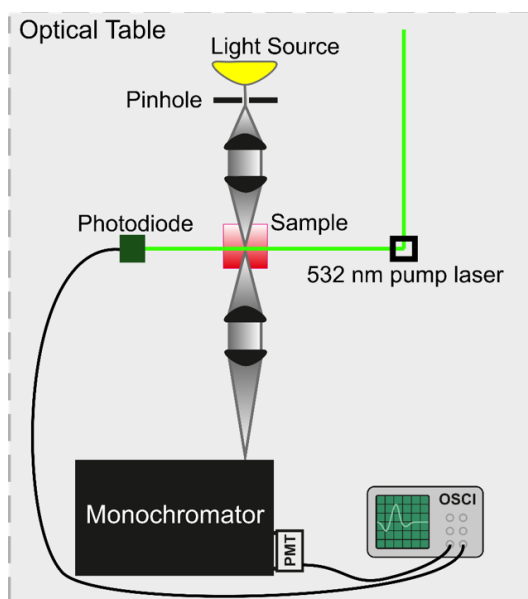 Optical Table
Light Source
Pinhole
Photodiode
Sample
532 nm pump laser
Monochromator
PMT
OSCI